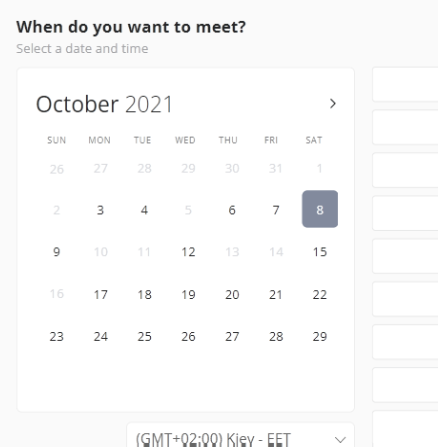 When do you want to meet?
Select a date and time
October 2021
SUN MON TUE WED THU FRI SAT
26 27 28 29 30 31 1
2 3 4 5 6 7 8
9 10 11 12 13 14 15
16 17 18 19 20 21 22
23 24 25 26 27 28 29
(GMT+02:00) Kiev - EET